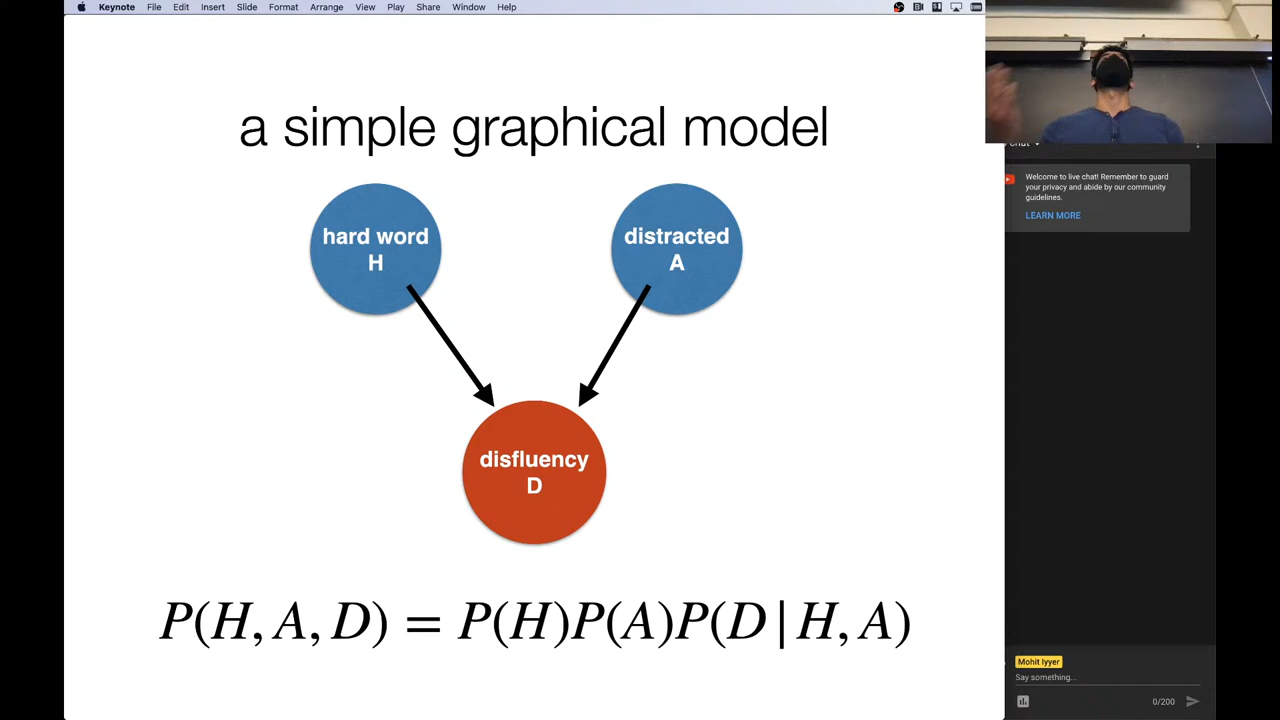 Keynote File Edit Insert Slide Format Arrange View Play Share Window Help
a simple graphical model
hard word
H
distracted
A
disfluency
D
P(H, A, D) = P(H)P(A)P(D | H, A)
Welcome to live chat! Remember to guard
your privacy and abide by our community
guidelines.
LEARN MORE
Mohit Iyyer
Say something...
0/200